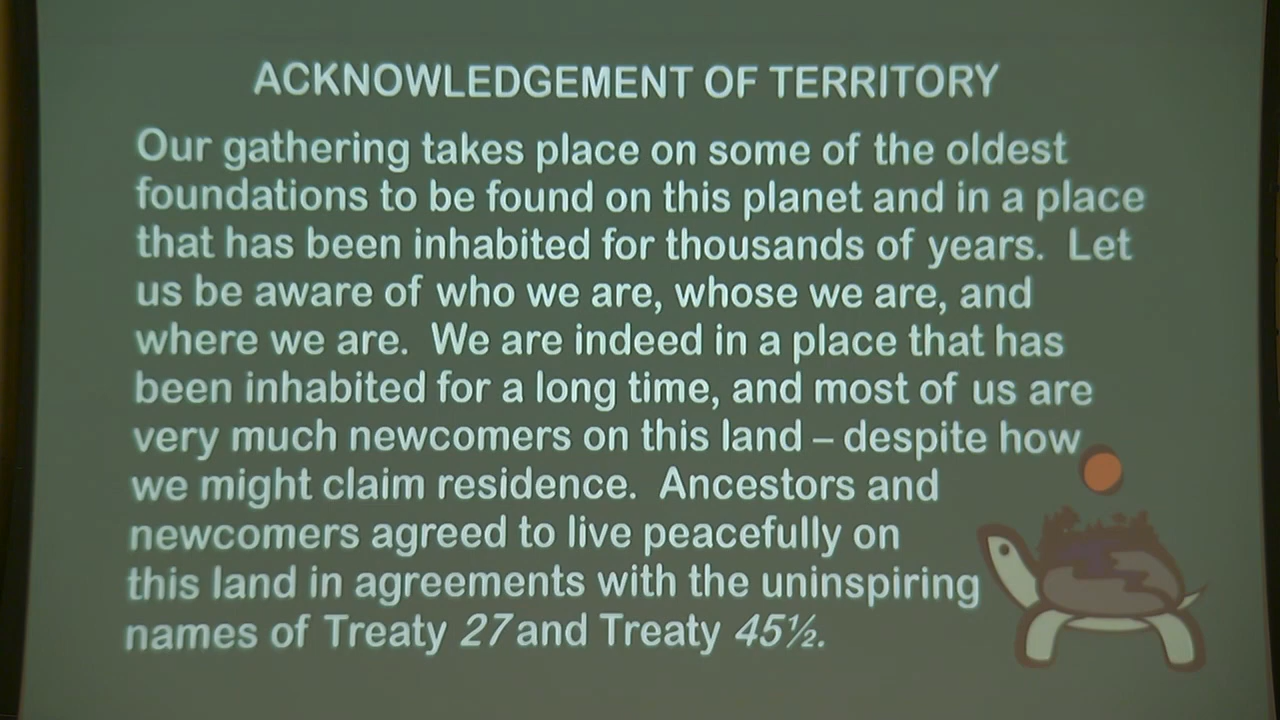 ACKNOWLEDGEMENT OF TERRITORY
Our gathering takes place on some of the oldest
foundations to be found on this planet and in a place
that has been inhabited for thousands of years.  Let
us be aware of who we are, whose we are, and
where we are.  We are indeed in a place that has
been inhabited for a long time, and most of us are
very much newcomers on this land – despite how
we might claim residence.  Ancestors and
newcomers agreed to live peacefully on
this land in agreements with the uninspiring
names of Treaty 27 and Treaty 45½.